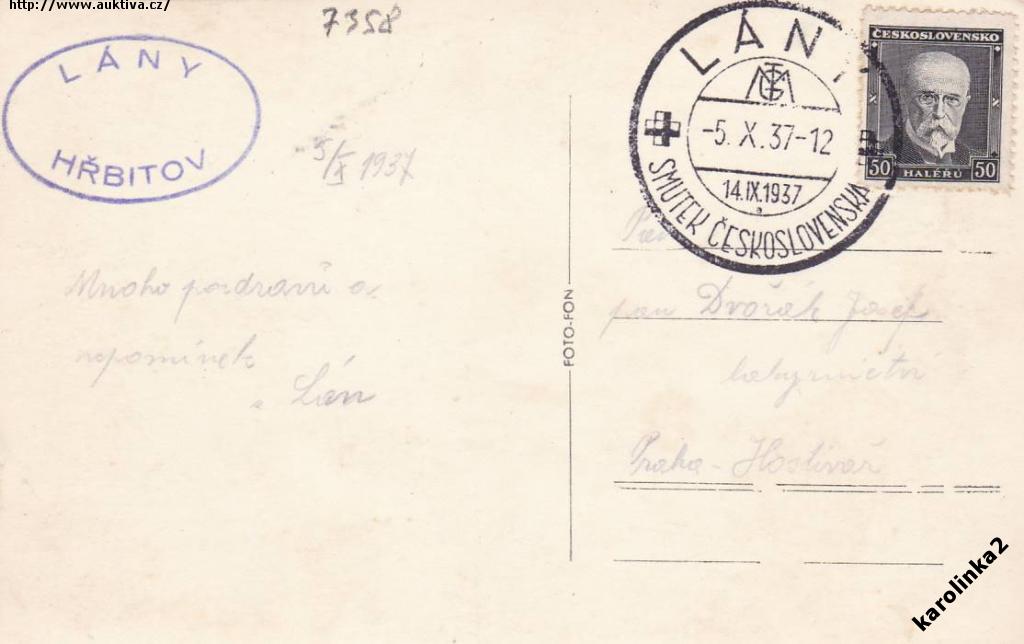 http://www.auktiva.cz/
7358
LÁNY
HŘBITOV
5/X 1937
LÁNY
TGM
-5. X. 37-12
14.IX.1937
SMUTEK ČESKOSLOVENSKA
ČESKOSLOVENSKO
50 HALÉŘŮ 50
Mnoho pozdravů a
vzpomínek
z Lán
FOTO-FON
pan Dvořák Josef
Praha-Hostivař
karolinka2